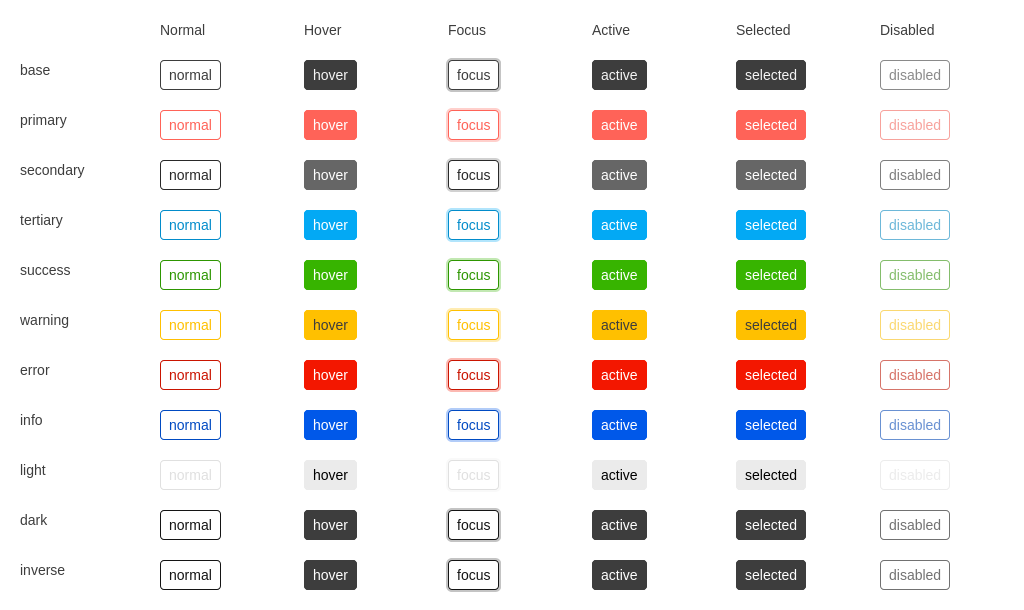 Normal Hover Focus Active Selected Disabled
base normal hover focus active selected disabled
primary normal hover focus active selected disabled
secondary normal hover focus active selected disabled
tertiary normal hover focus active selected disabled
success normal hover focus active selected disabled
warning normal hover focus active selected disabled
error normal hover focus active selected disabled
info normal hover focus active selected disabled
light normal hover focus active selected disabled
dark normal hover focus active selected disabled
inverse normal hover focus active selected disabled